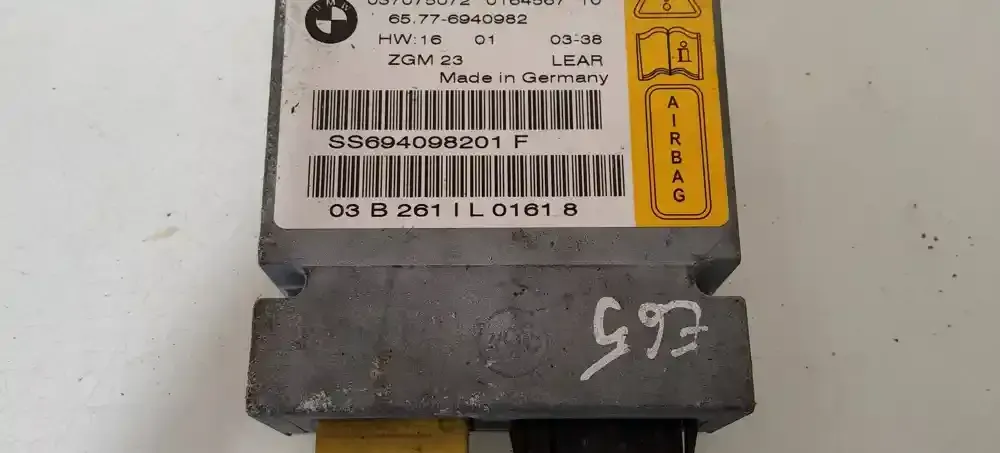 BMW
65.77-6940982
HW:16 01 03-38
ZGM 23 LEAR
Made in Germany
SS694098201 F
03 B 261 I L 0161 8
AIRBAG
E65